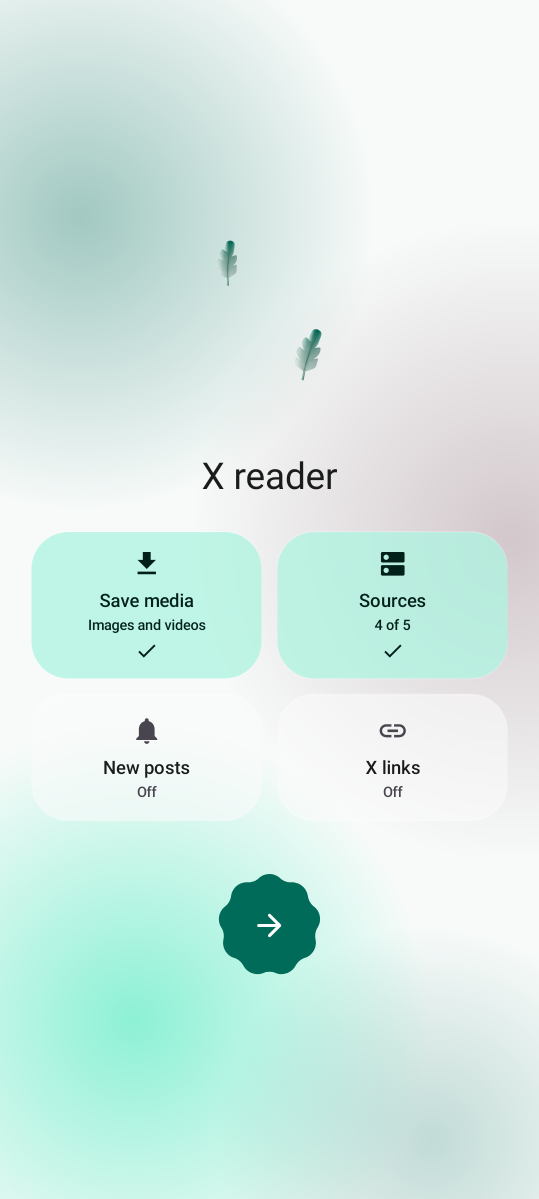 X reader
Save media
Images and videos
Sources
4 of 5
New posts
Off
X links
Off